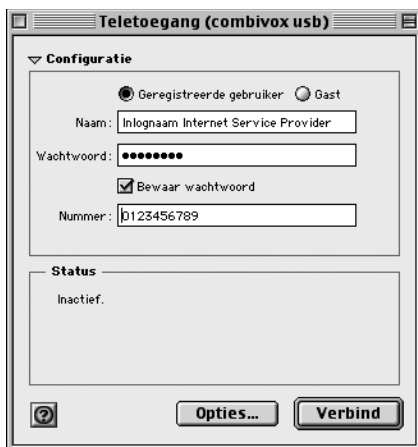 Teletoegang (combivox usb)
Configuratie
Geregistreerde gebruiker Gast
Naam: Inlognaam Internet Service Provider
Wachtwoord: ●●●●●●●●
Bewaar wachtwoord
Nummer: 0123456789
Status
Inactief.
? Opties... Verbind